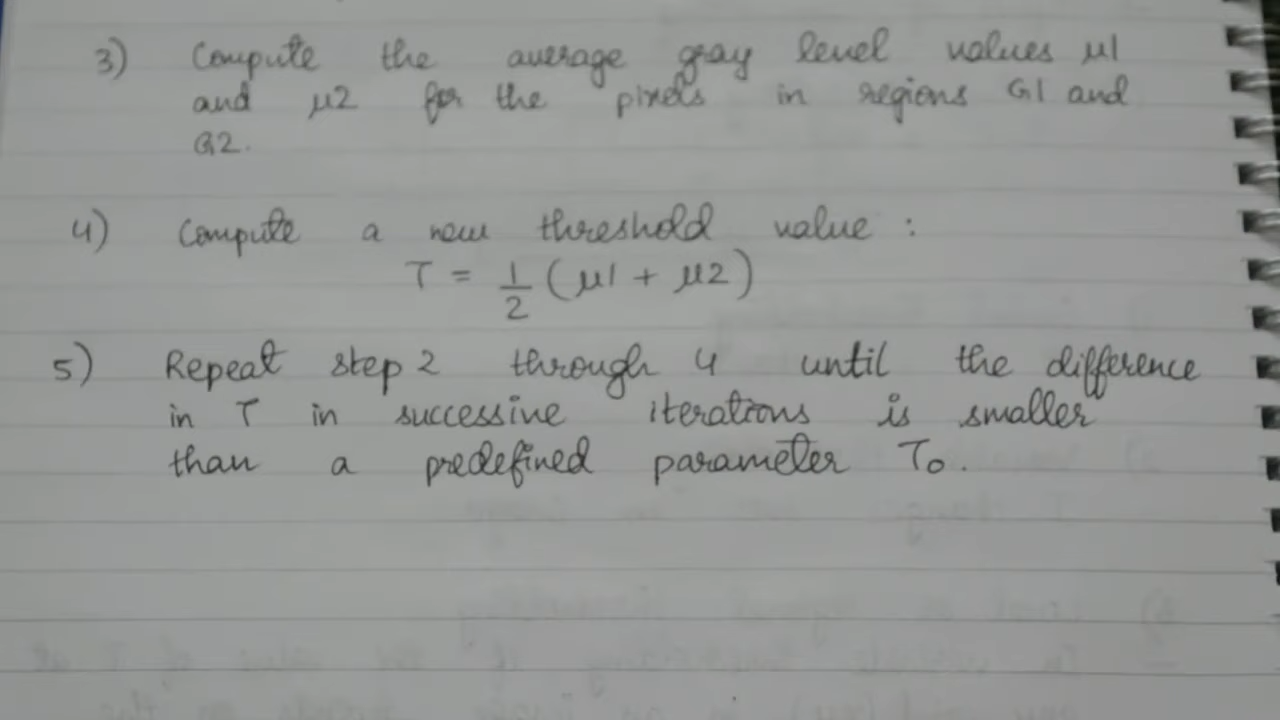 3) Compute the average gray level values μ1
and μ2 for the pixels in regions G1 and
G2.
4) Compute a new threshold value :
T = 1/2 (μ1 + μ2)
5) Repeat step 2 through 4 until the difference
in T in successive iterations is smaller
than a predefined parameter T₀.